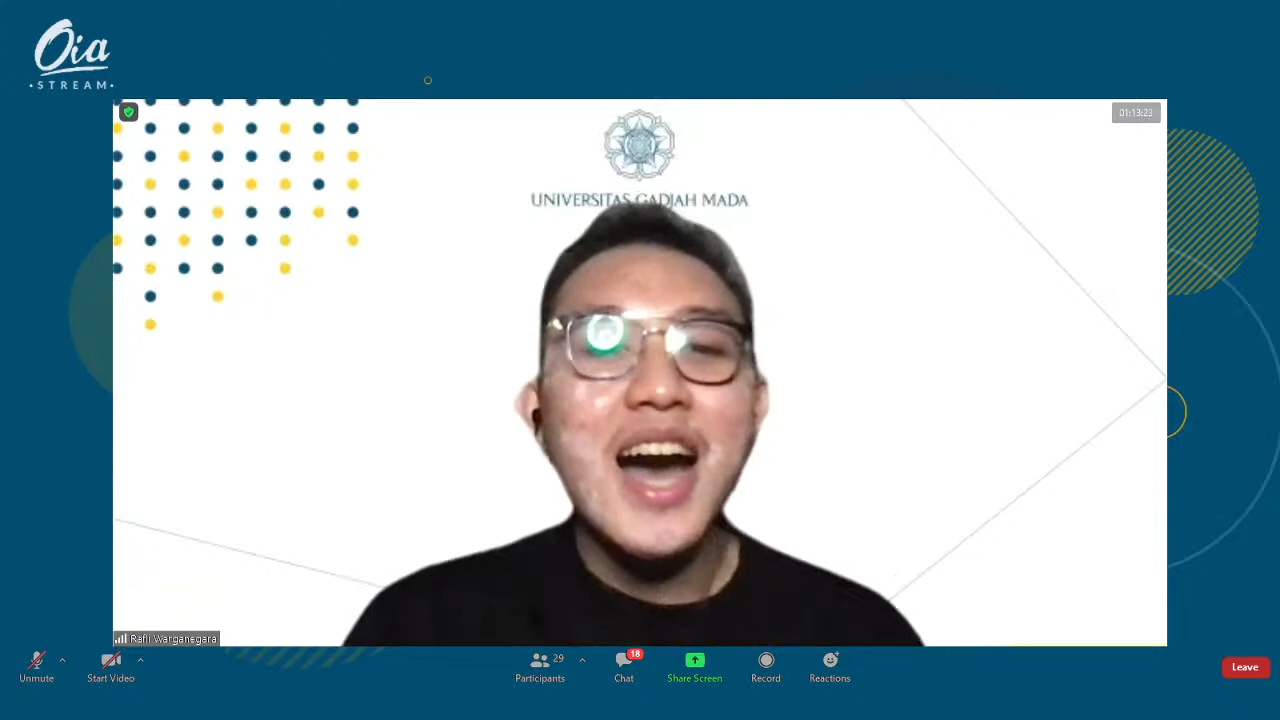 Oia
• STREAM •
01:13:23
UNIVERSITAS GADJAH MADA
Rafli Warganegara
Unmute
Start Video
29
Participants
18
Chat
Share Screen
Record
Reactions
Leave